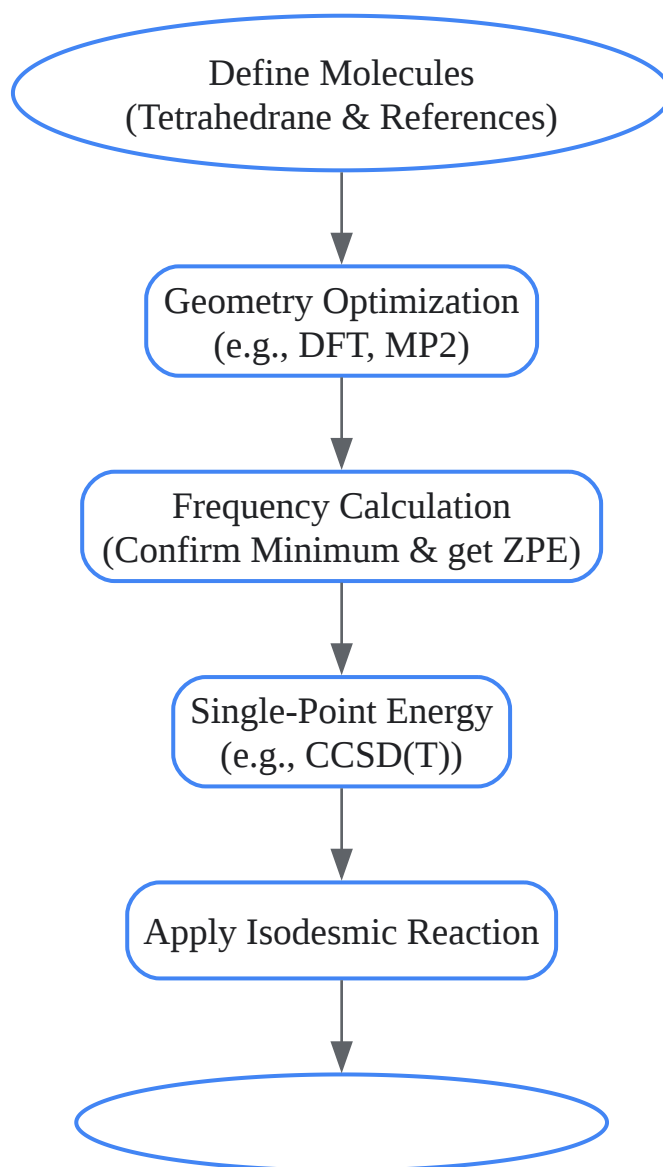 Define Molecules
(Tetrahedrane & References)
Geometry Optimization
(e.g., DFT, MP2)
Frequency Calculation
(Confirm Minimum & get ZPE)
Single-Point Energy
(e.g., CCSD(T))
Apply Isodesmic Reaction